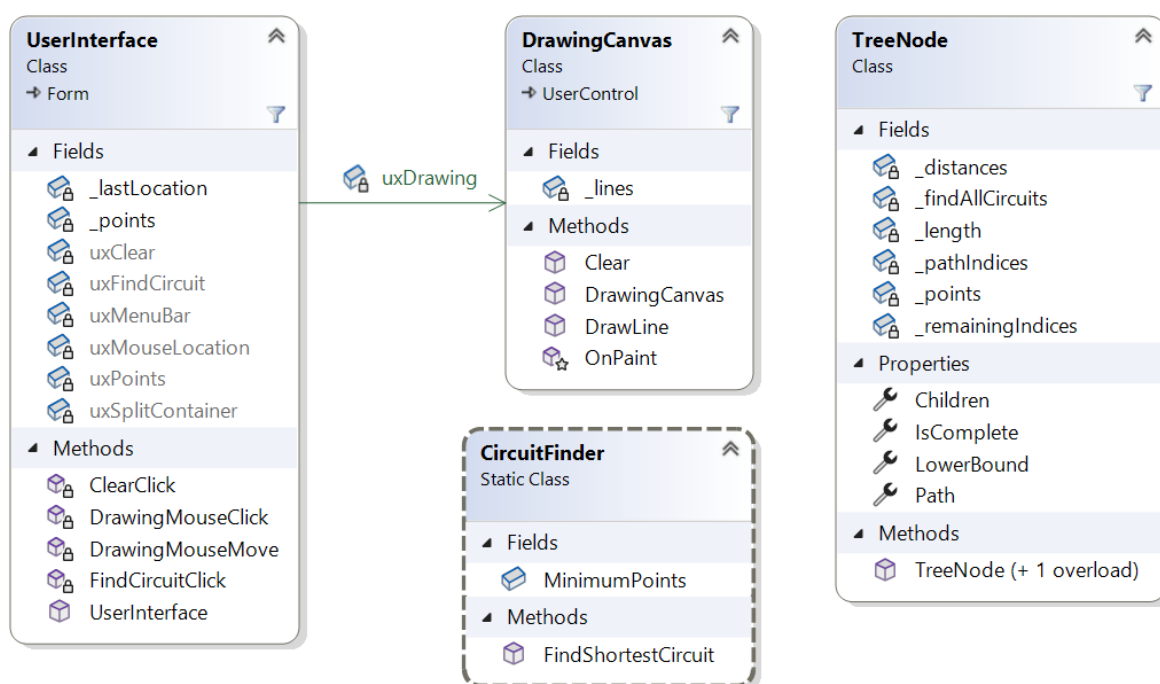 UserInterface
Class
Form
Fields
_lastLocation
_points
uxClear
uxFindCircuit
uxMenuBar
uxMouseLocation
uxPoints
uxSplitContainer
Methods
ClearClick
DrawingMouseClick
DrawingMouseMove
FindCircuitClick
UserInterface
uxDrawing
DrawingCanvas
Class
UserControl
Fields
_lines
Methods
Clear
DrawingCanvas
DrawLine
OnPaint
CircuitFinder
Static Class
Fields
MinimumPoints
Methods
FindShortestCircuit
TreeNode
Class
Fields
_distances
_findAllCircuits
_length
_pathIndices
_points
_remainingIndices
Properties
Children
IsComplete
LowerBound
Path
Methods
TreeNode (+ 1 overload)